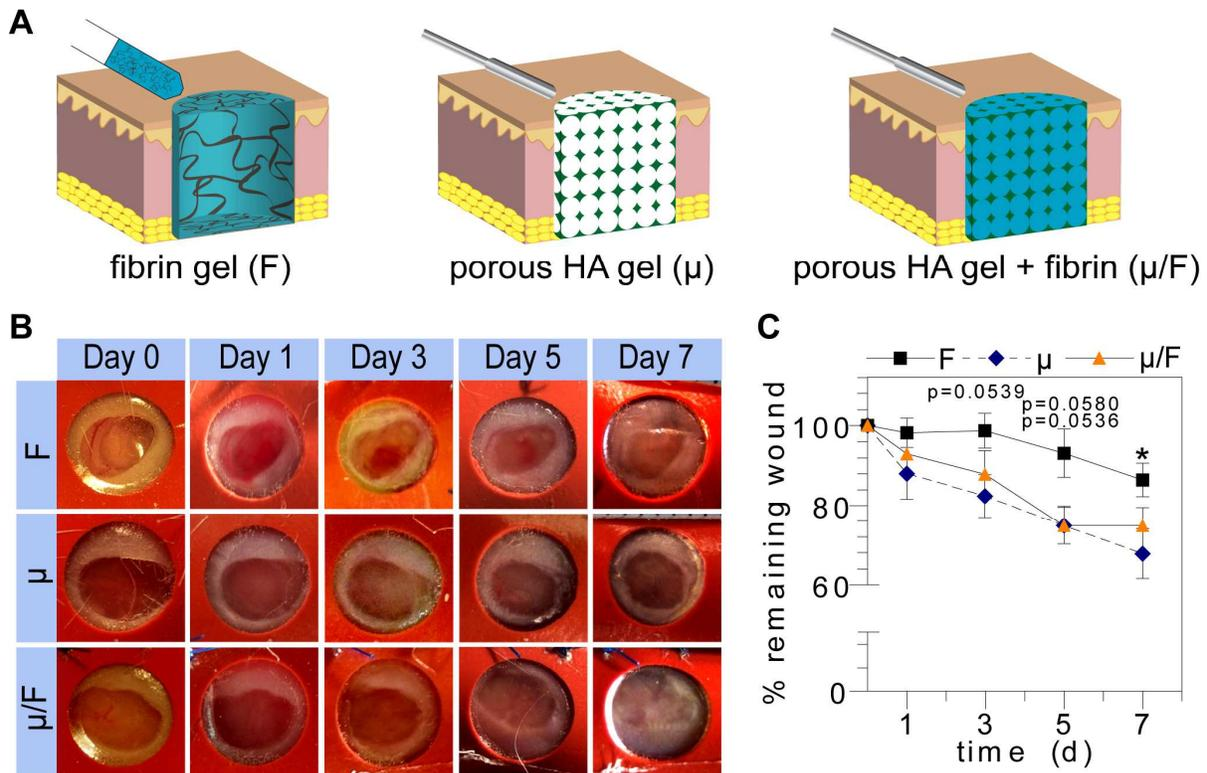 A
fibrin gel (F)
porous HA gel (µ)
porous HA gel + fibrin (µ/F)
B
Day 0
Day 1
Day 3
Day 5
Day 7
F
µ
µ/F
C
F
µ
µ/F
p=0.0539
p=0.0580
p=0.0536
*
% remaining wound
100
80
60
0
1
3
5
7
time (d)